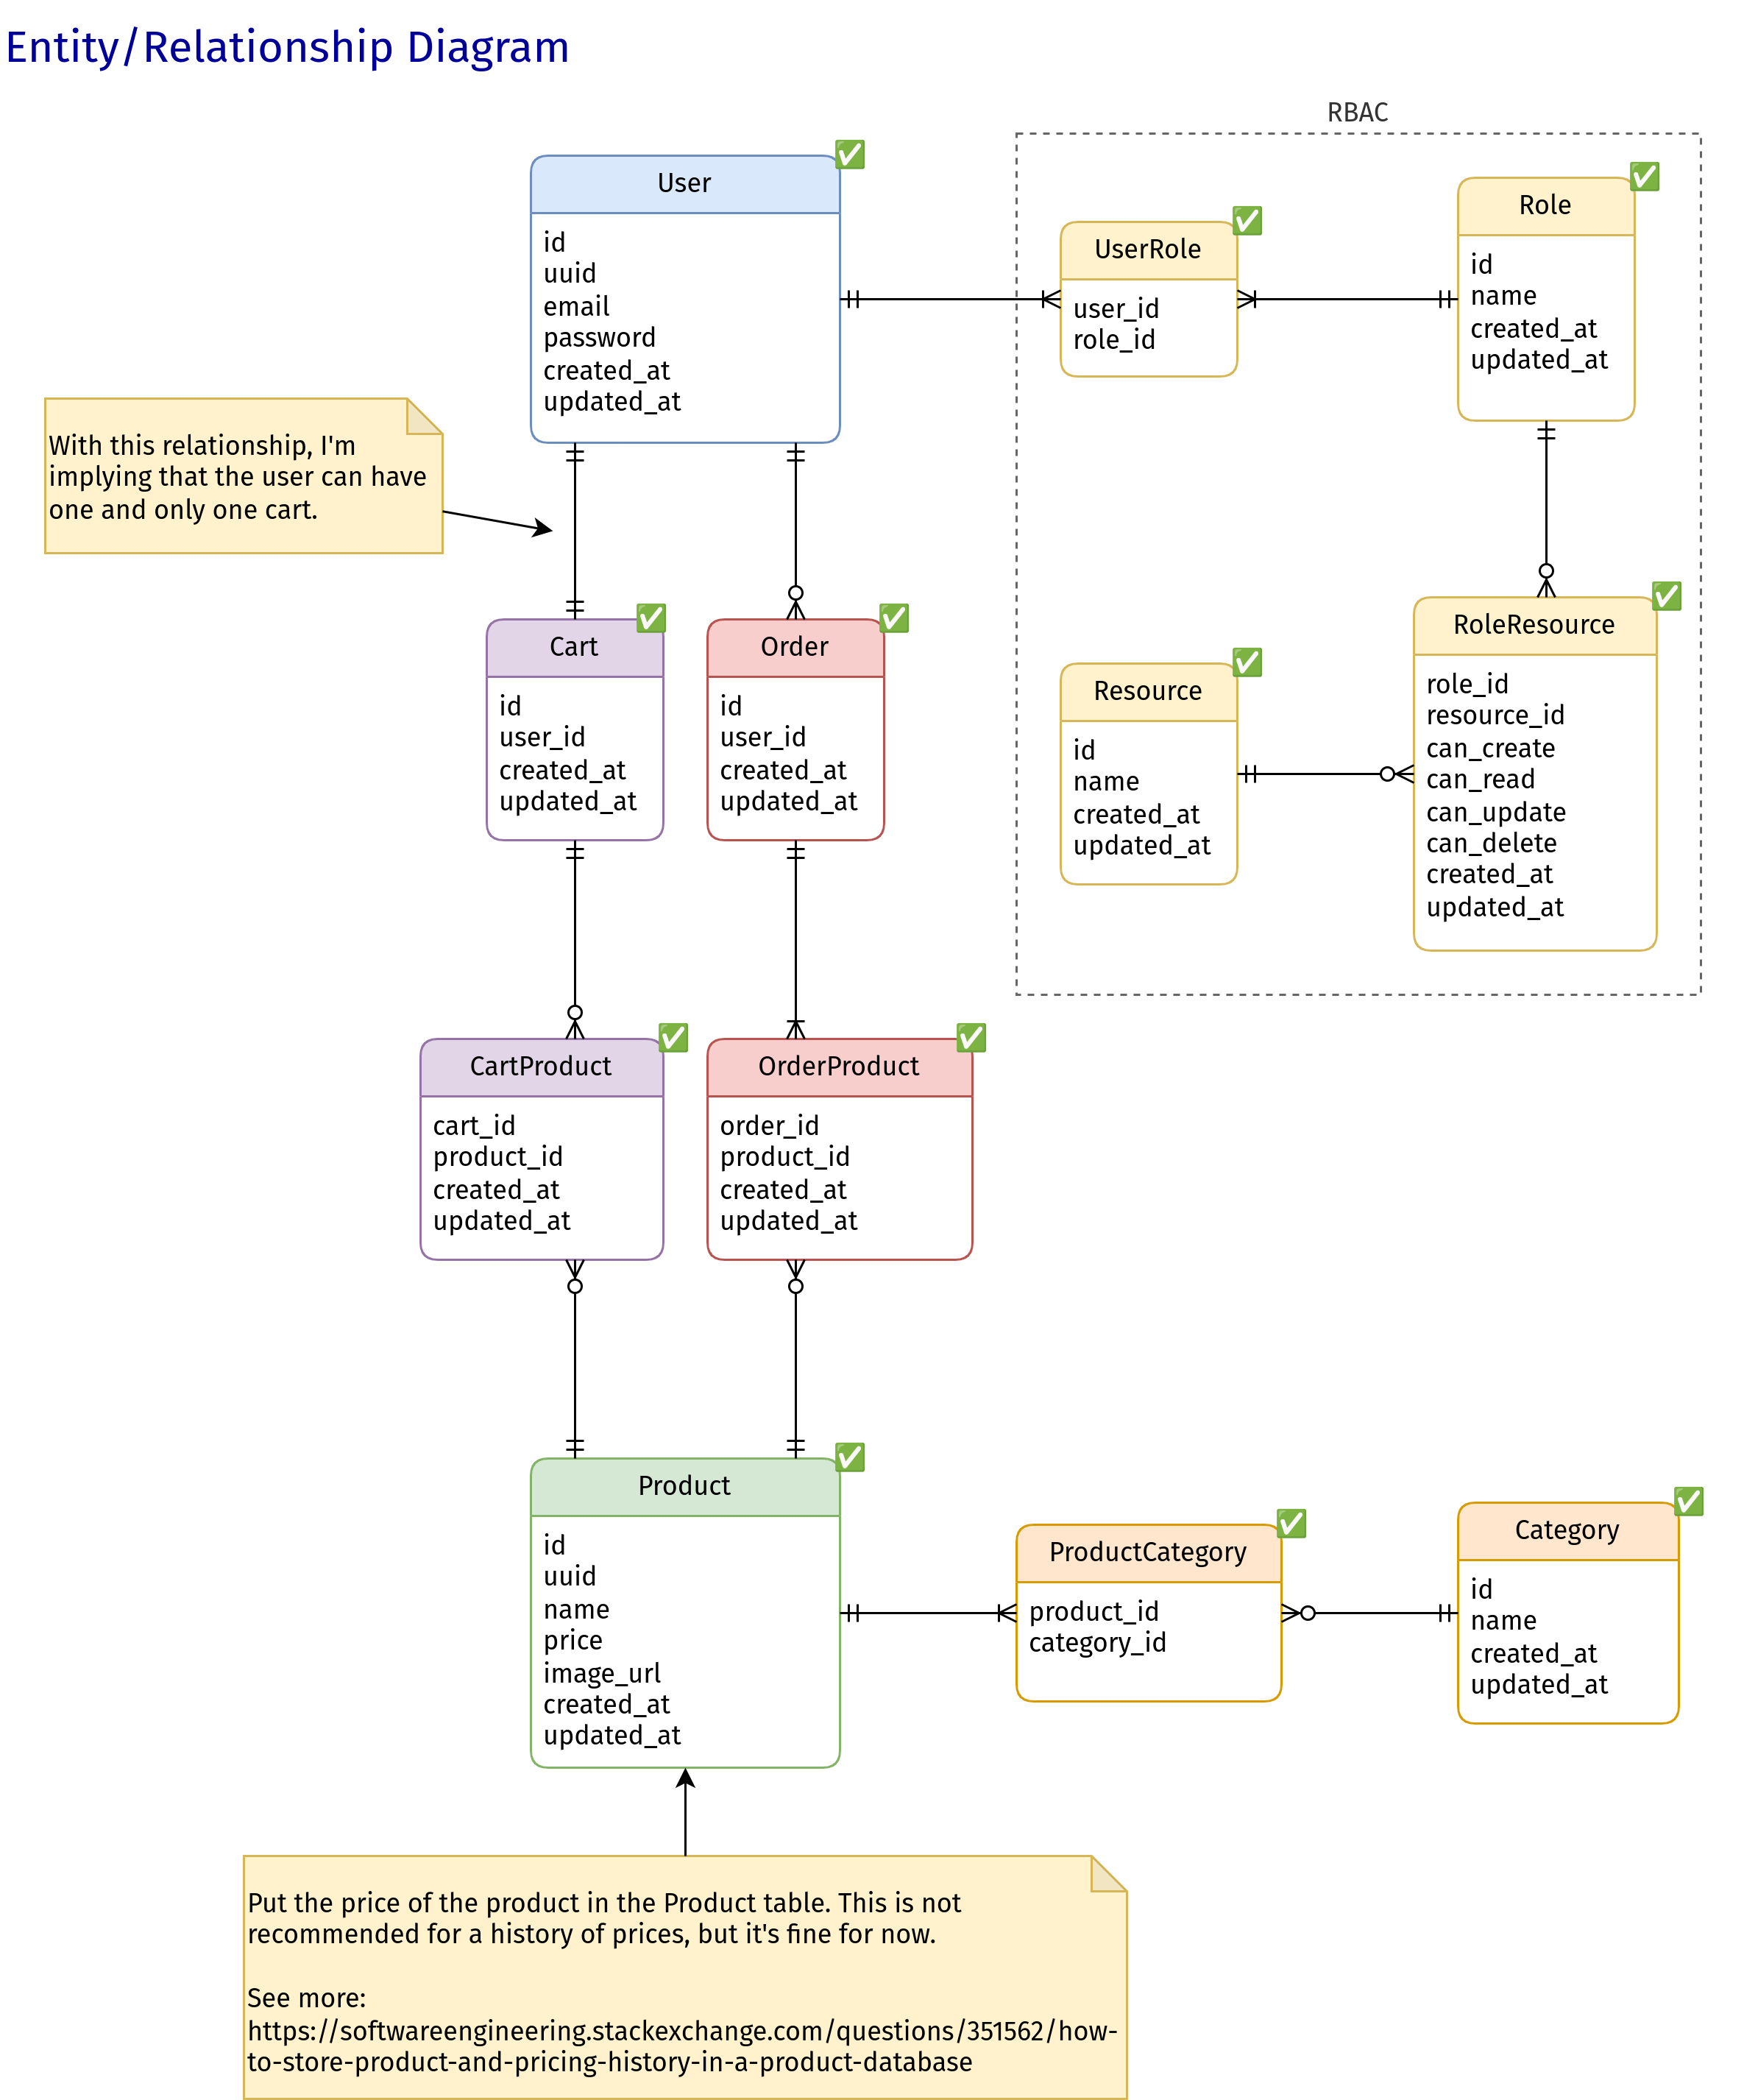 Entity/Relationship Diagram
RBAC
User
id
uuid
email
password
created_at
updated_at
UserRole
user_id
role_id
Role
id
name
created_at
updated_at
With this relationship, I'm
implying that the user can have
one and only one cart.
Cart
id
user_id
created_at
updated_at
Order
id
user_id
created_at
updated_at
Resource
id
name
created_at
updated_at
RoleResource
role_id
resource_id
can_create
can_read
can_update
can_delete
created_at
updated_at
CartProduct
cart_id
product_id
created_at
updated_at
OrderProduct
order_id
product_id
created_at
updated_at
Product
id
uuid
name
price
image_url
created_at
updated_at
ProductCategory
product_id
category_id
Category
id
name
created_at
updated_at
Put the price of the product in the Product table. This is not
recommended for a history of prices, but it's fine for now.
See more:
https://softwareengineering.stackexchange.com/questions/351562/how-
to-store-product-and-pricing-history-in-a-product-database